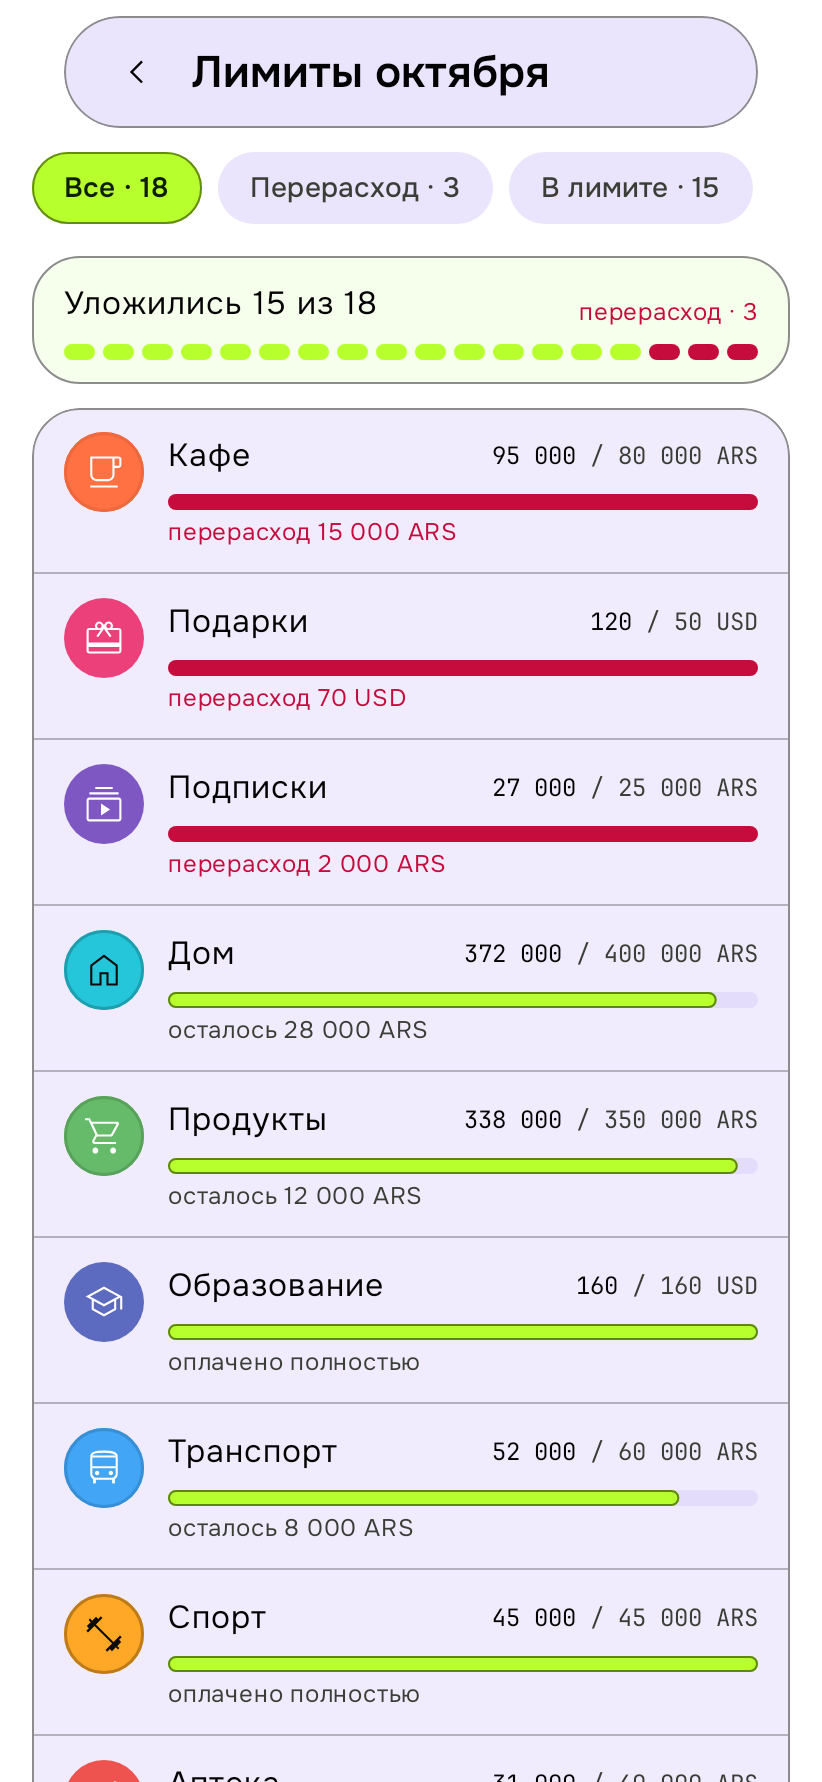 Лимиты октября
Все · 18
Перерасход · 3
В лимите · 15
Уложились 15 из 18
перерасход · 3
Кафе 95 000 / 80 000 ARS
перерасход 15 000 ARS
Подарки 120 / 50 USD
перерасход 70 USD
Подписки 27 000 / 25 000 ARS
перерасход 2 000 ARS
Дом 372 000 / 400 000 ARS
осталось 28 000 ARS
Продукты 338 000 / 350 000 ARS
осталось 12 000 ARS
Образование 160 / 160 USD
оплачено полностью
Транспорт 52 000 / 60 000 ARS
осталось 8 000 ARS
Спорт 45 000 / 45 000 ARS
оплачено полностью
Аптека